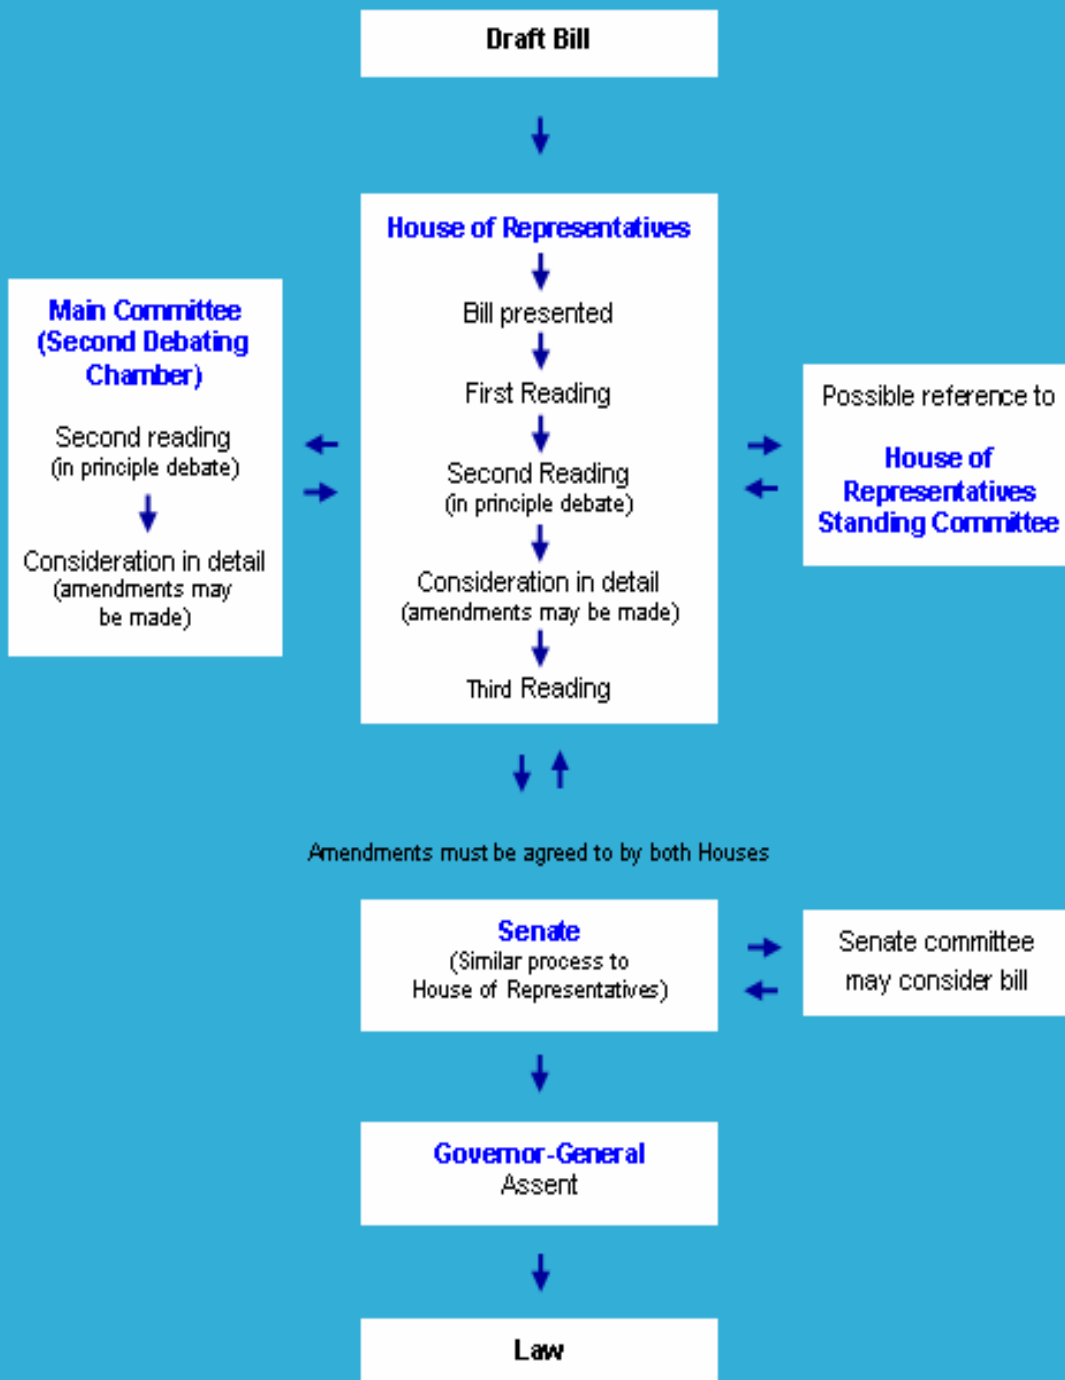 Draft Bill
House of Representatives
Bill presented
First Reading
Second Reading
(in principle debate)
Consideration in detail
(amendments may be made)
Third Reading
Main Committee
(Second Debating
Chamber)
Second reading
(in principle debate)
Consideration in detail
(amendments may
be made)
Possible reference to
House of
Representatives
Standing Committee
Amendments must be agreed to by both Houses
Senate
(Similar process to
House of Representatives)
Senate committee
may consider bill
Governor-General
Assent
Law